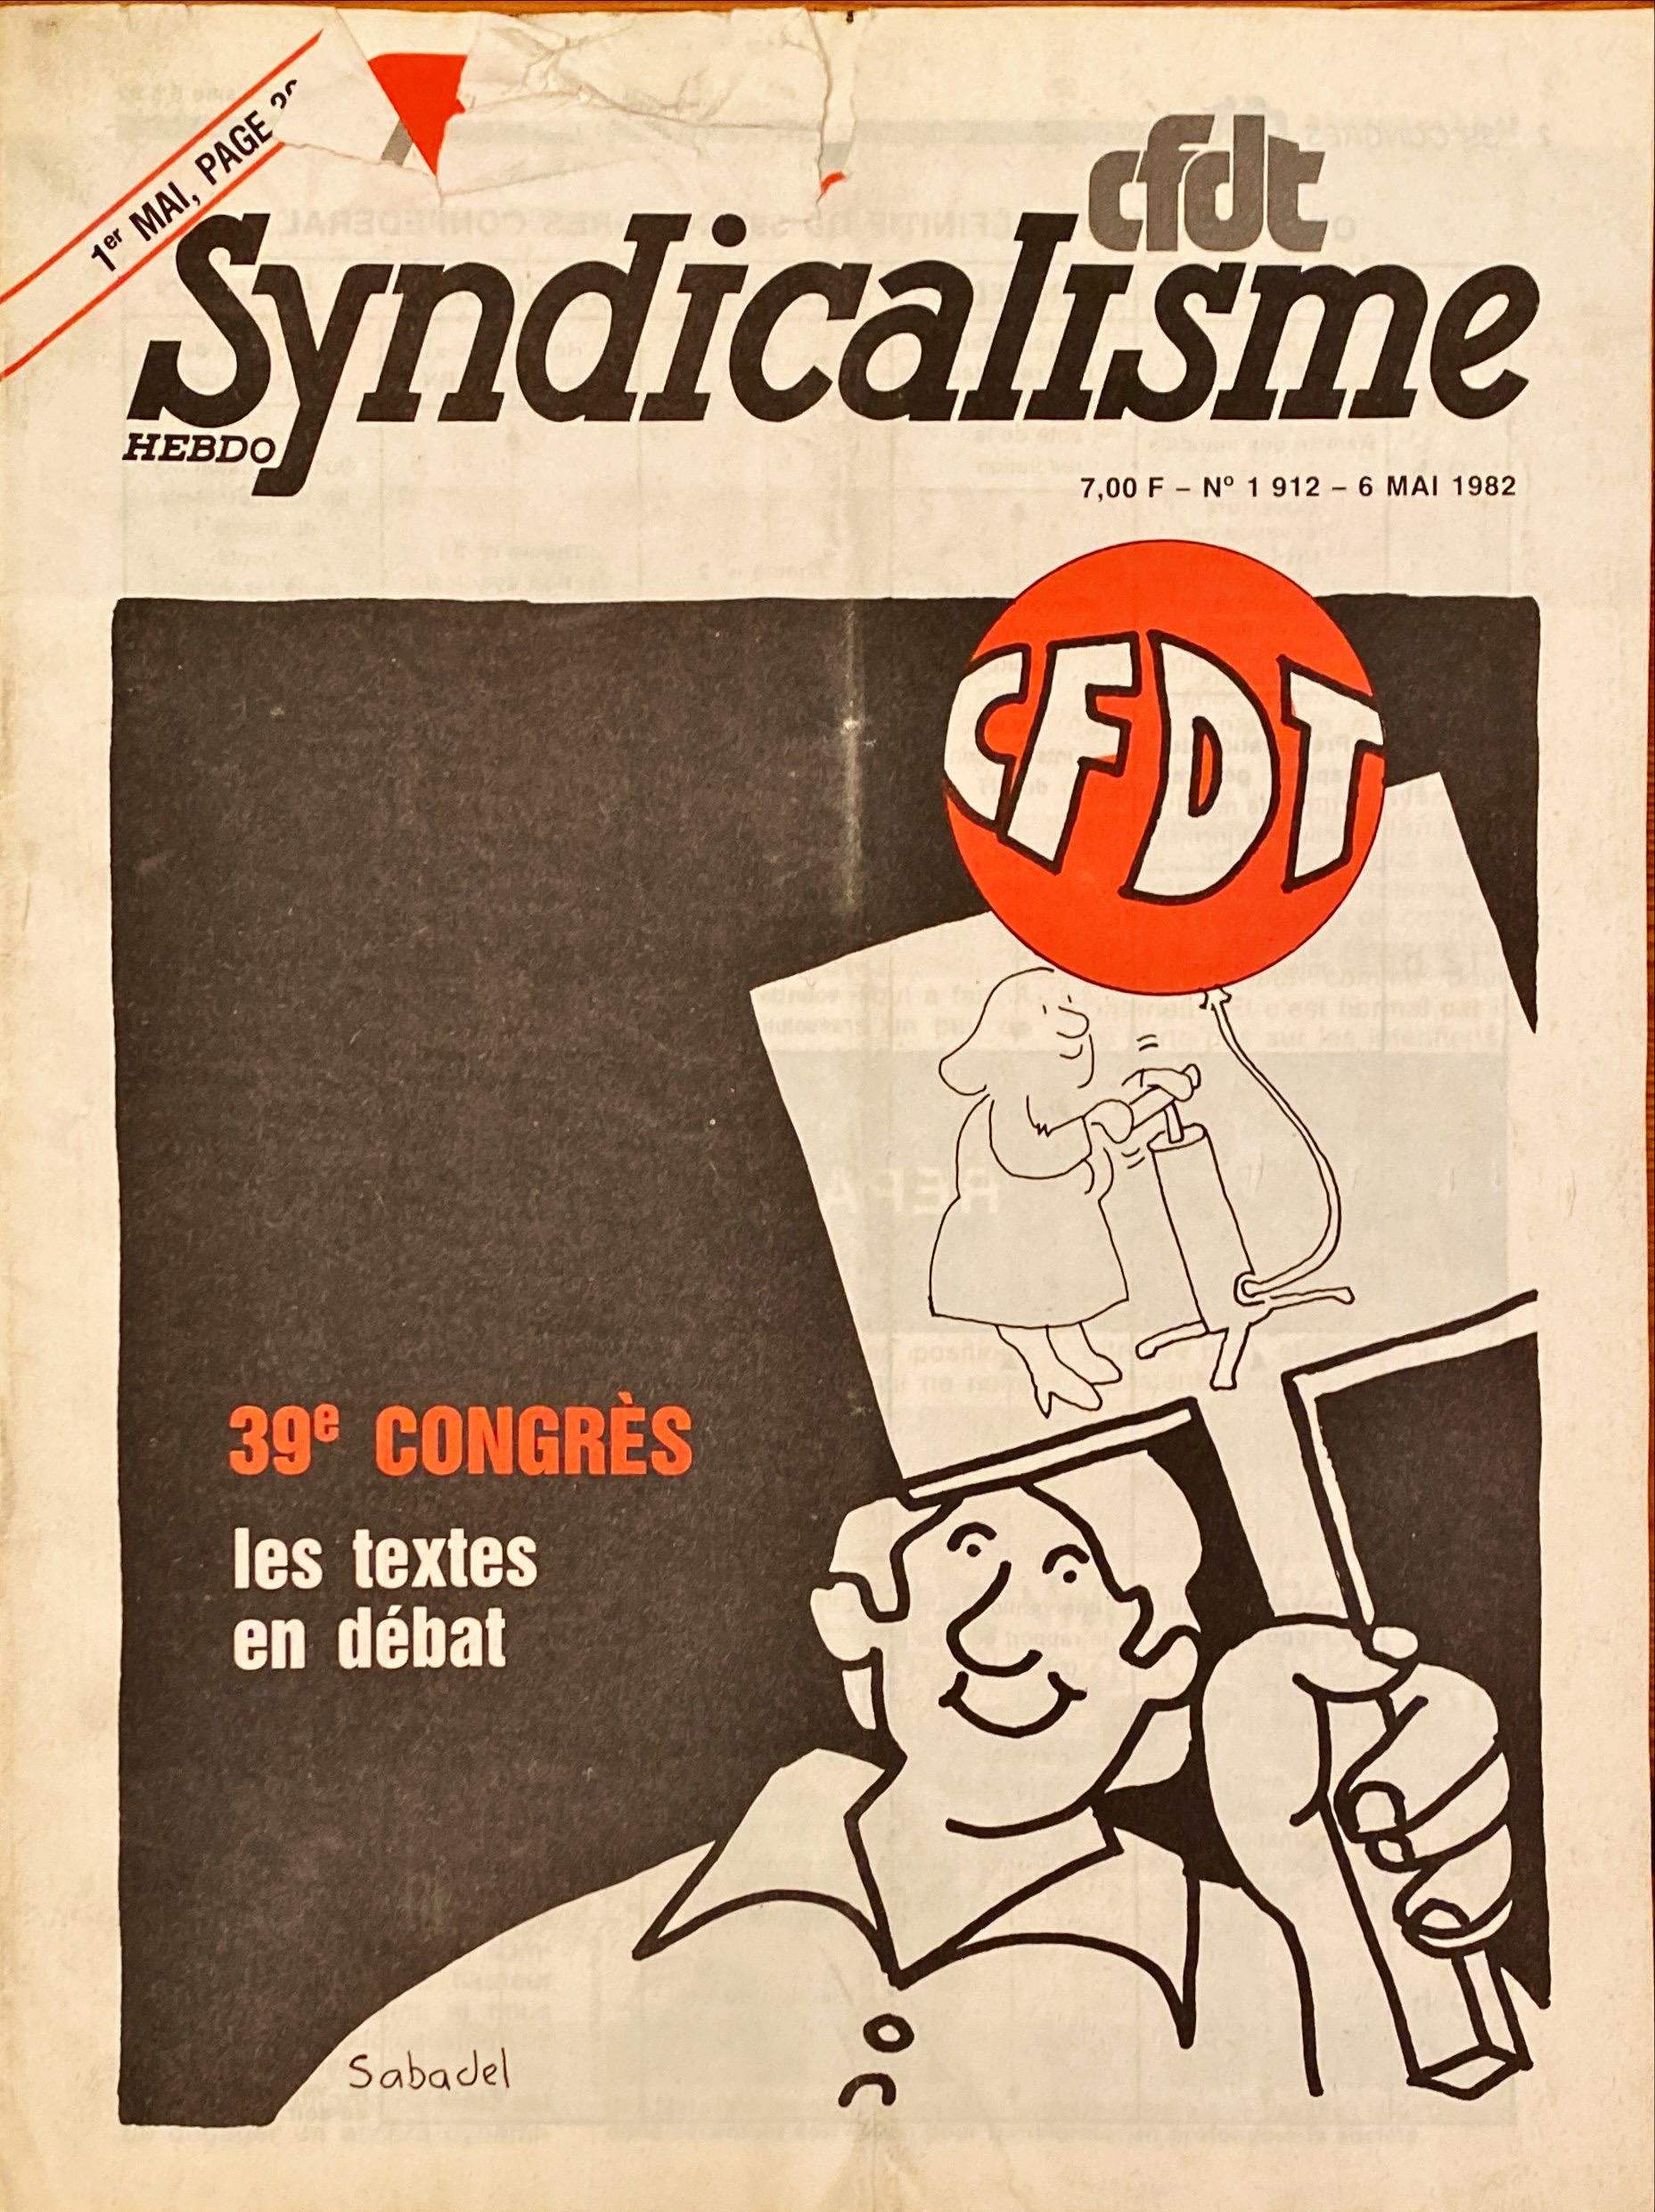 1er MAI, PAGE
cfdt
Syndicalisme
HEBDO
7,00 F – Nº 1 912 – 6 MAI 1982
CFDT
39e CONGRÈS
les textes
en débat
Sabadel